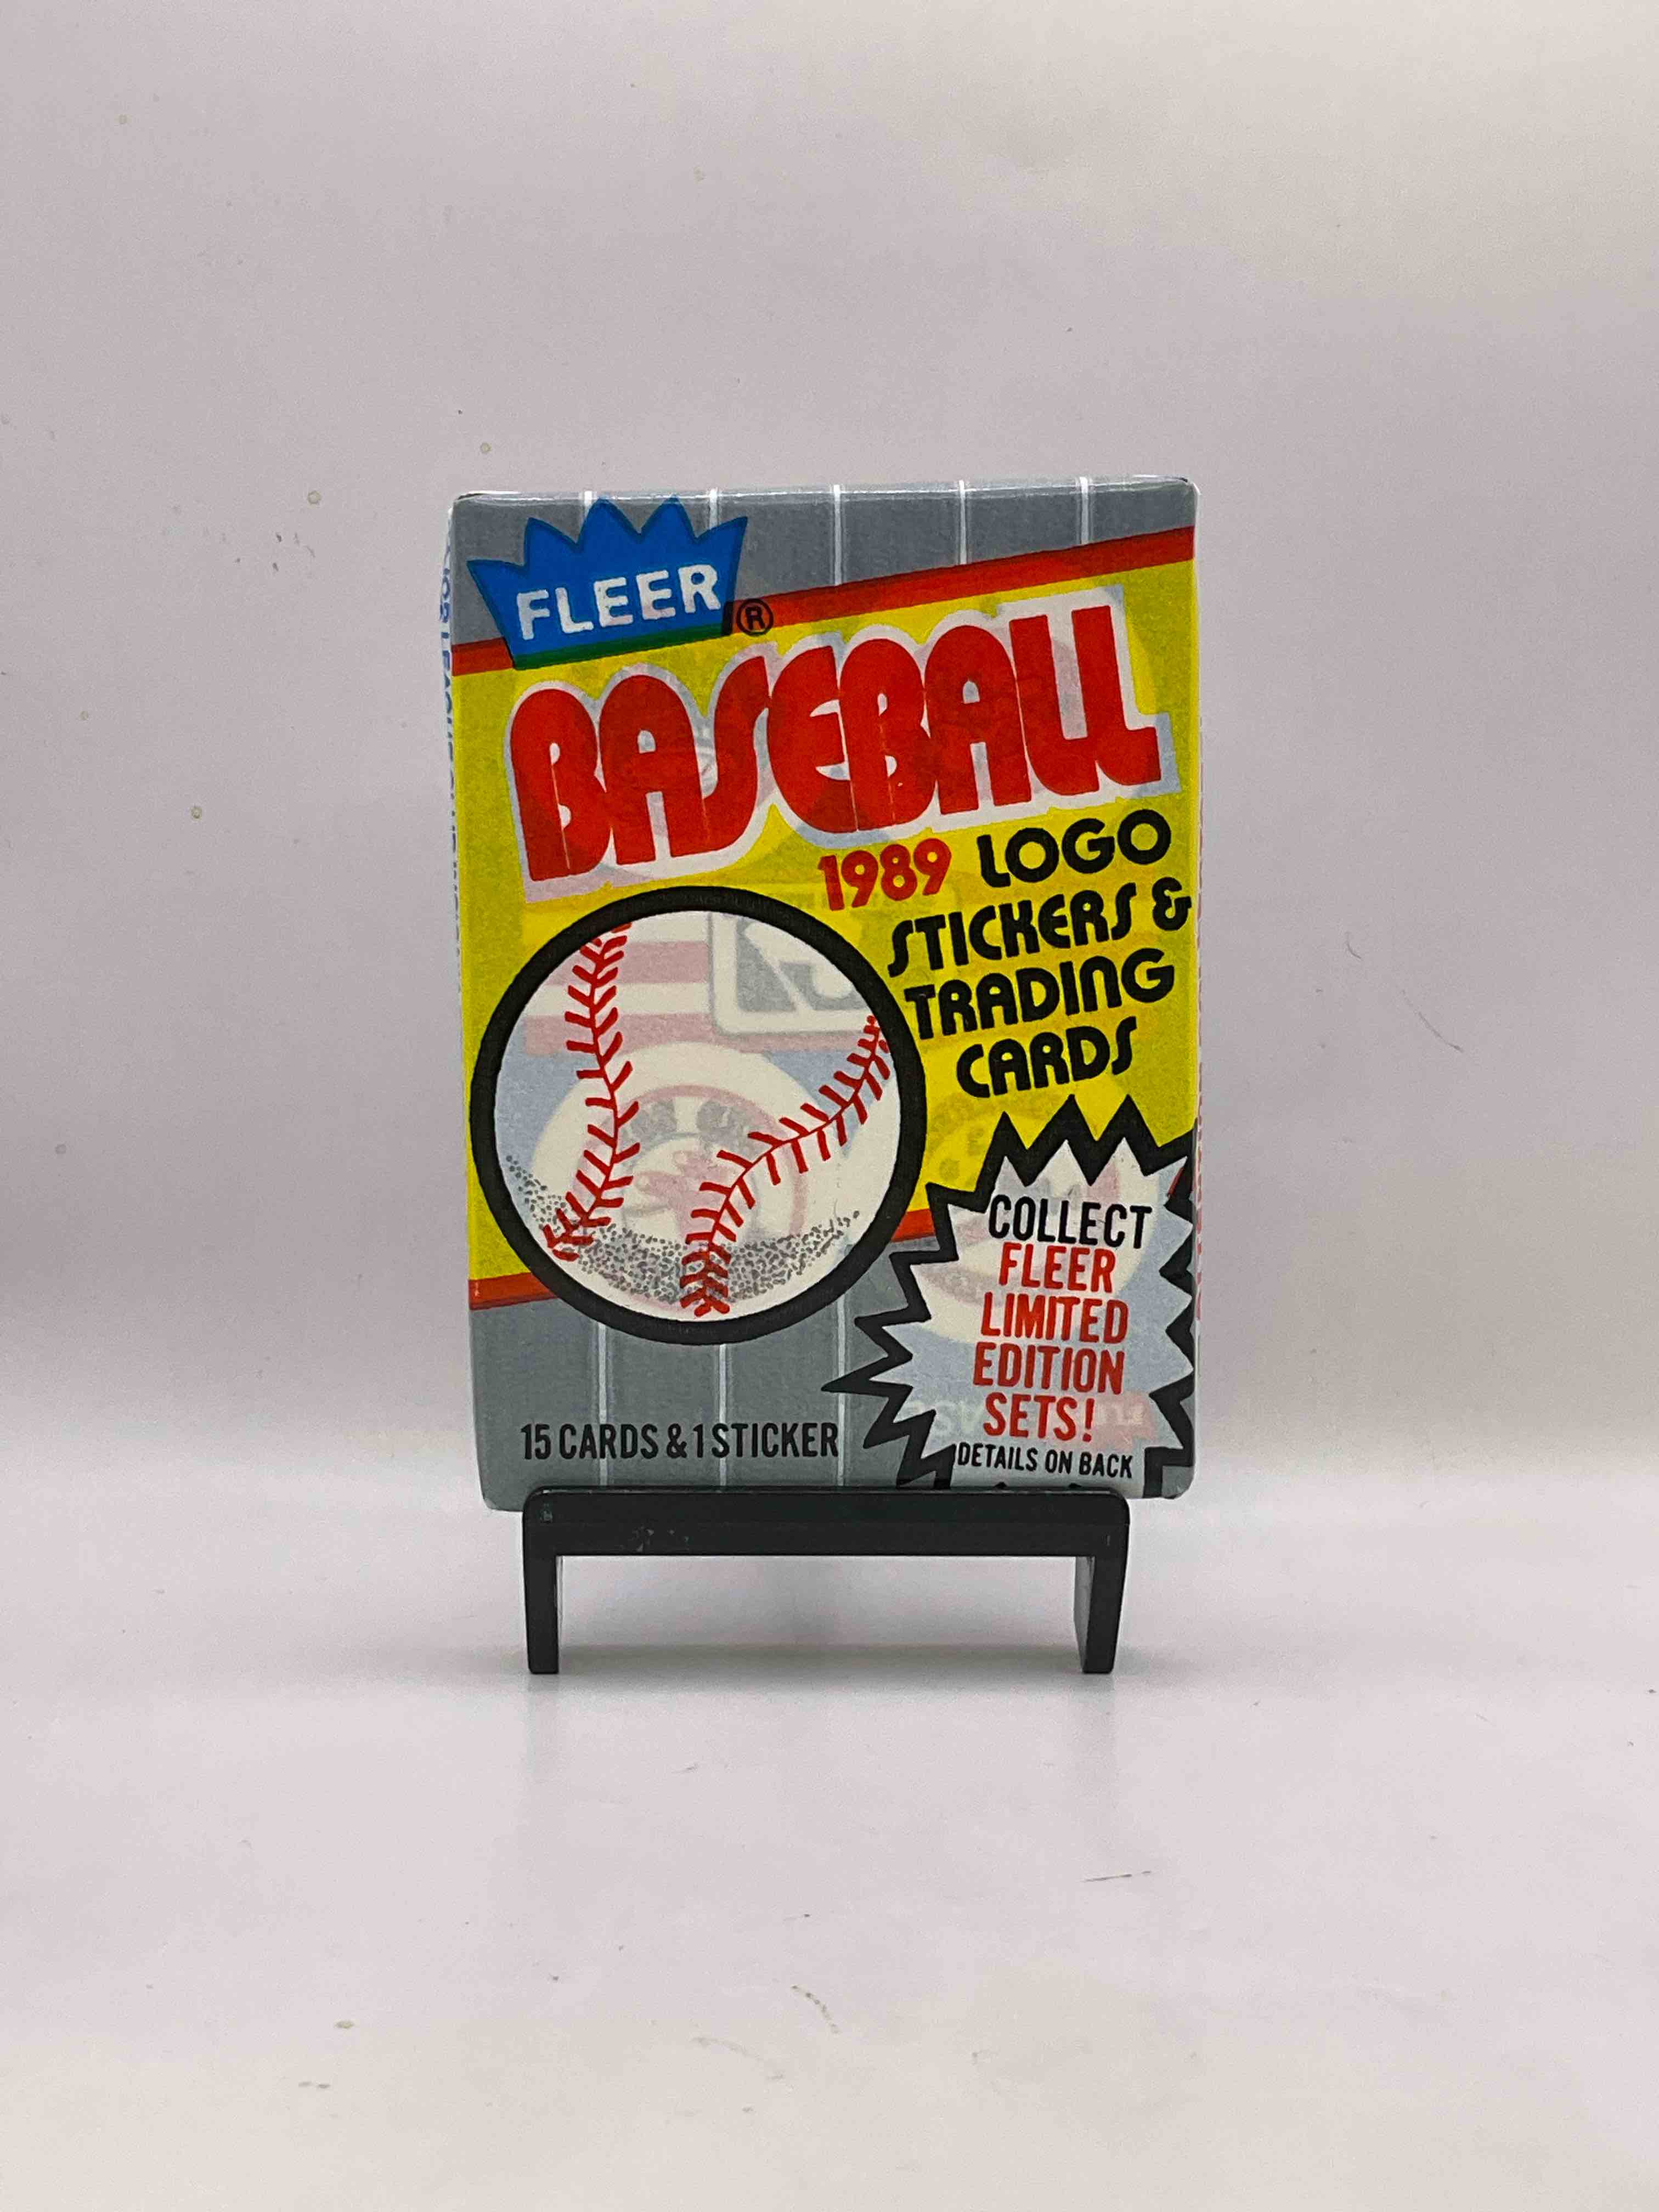 FLEER®
BASEBALL
1989 LOGO
STICKERS &
TRADING
CARDS
COLLECT
FLEER
LIMITED
EDITION
SETS!
DETAILS ON BACK
15 CARDS & 1 STICKER